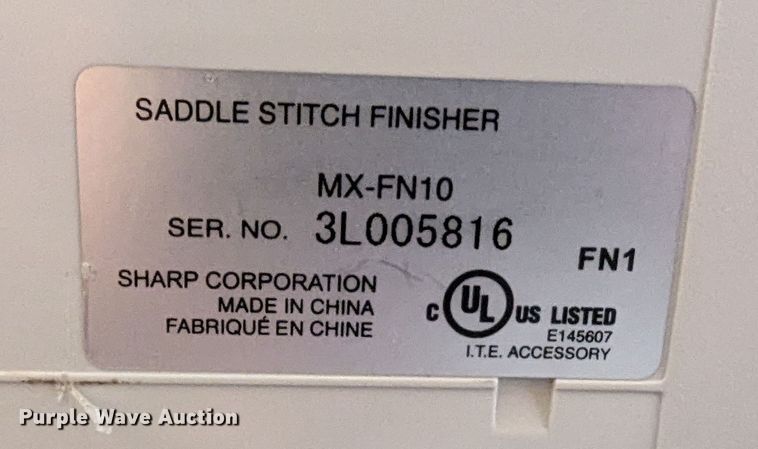 SADDLE STITCH FINISHER
MX-FN10
SER. NO. 3L005816
FN1
SHARP CORPORATION
MADE IN CHINA
FABRIQUÉ EN CHINE
C UL US LISTED
E145607
I.T.E. ACCESSORY
Purple Wave Auction